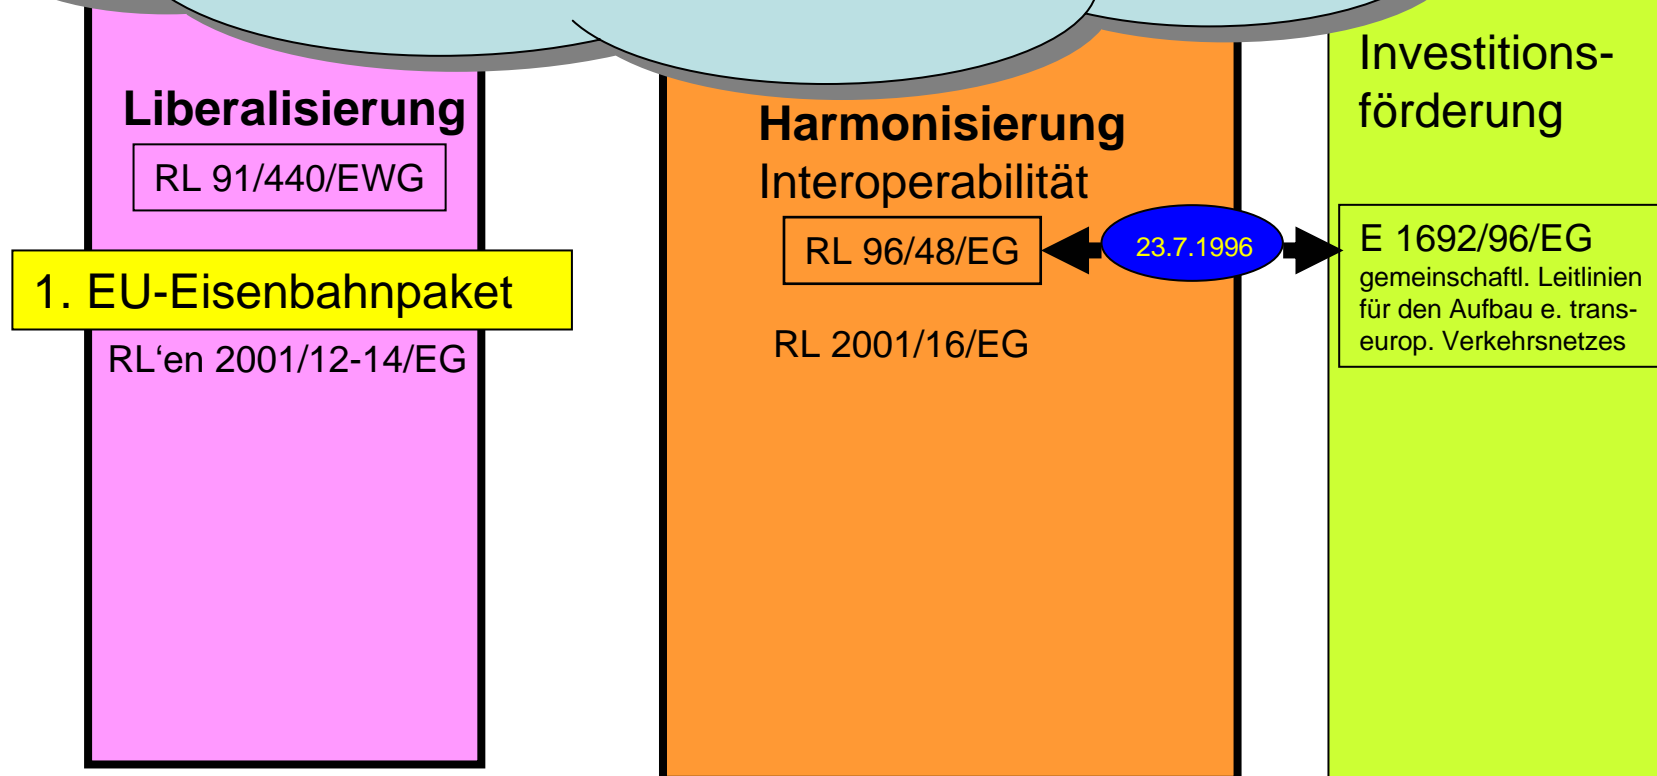 Liberalisierung
RL 91/440/EWG
1. EU-Eisenbahnpaket
RL‘en 2001/12-14/EG
Harmonisierung
Interoperabilität
RL 96/48/EG
23.7.1996
RL 2001/16/EG
Investitions-
förderung
E 1692/96/EG
gemeinschaftl. Leitlinien
für den Aufbau e. trans-
europ. Verkehrsnetzes